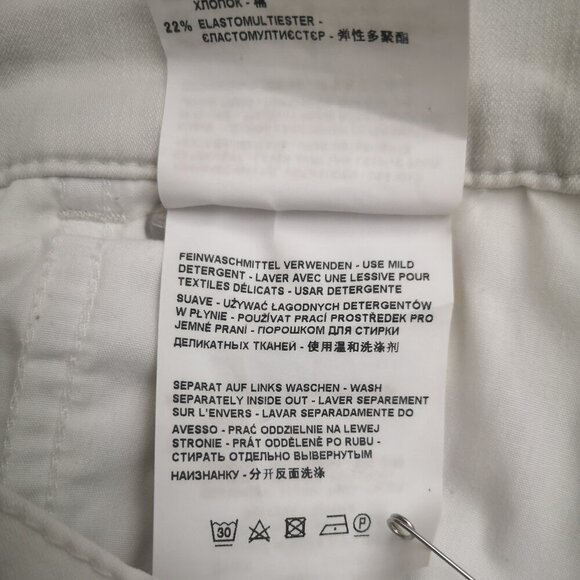 ХЛОПОК - 棉
22% ELASTOMULTIESTER -
ЄΠACTOMYΠTИЄCTЄP - 弹性多聚酯
FEINWASCHMITTEL VERWENDEN - USE MILD
DETERGENT - LAVER AVEC UNE LESSIVE POUR
TEXTILES DÉLICATS - USAR DETERGENTE
SUAVE - UŻYWAĆ ŁAGODNYCH DETERGENTÓW
W PŁYNIE - POUŽÍVAT PRACÍ PROSTŘEDEK PRO
JEMNÉ PRANÍ - ПОРОШКОМ ДЛЯ СТИРКИ
ДЕЛИКАТНЫХ ТКАНЕЙ - 使用温和洗涤剂
SEPARAT AUF LINKS WASCHEN - WASH
SEPARATELY INSIDE OUT - LAVER SEPAREMENT
SUR L'ENVERS - LAVAR SEPARADAMENTE DO
AVESSO - PRAĆ ODDZIELNIE NA LEWEJ
STRONIE - PRÁT ODDĚLENĚ PO RUBU -
СТИРАТЬ ОТДЕЛЬНО ВЫВЕРНУТЫМ
НАИЗНАНКУ - 分开反面洗涤
30 P